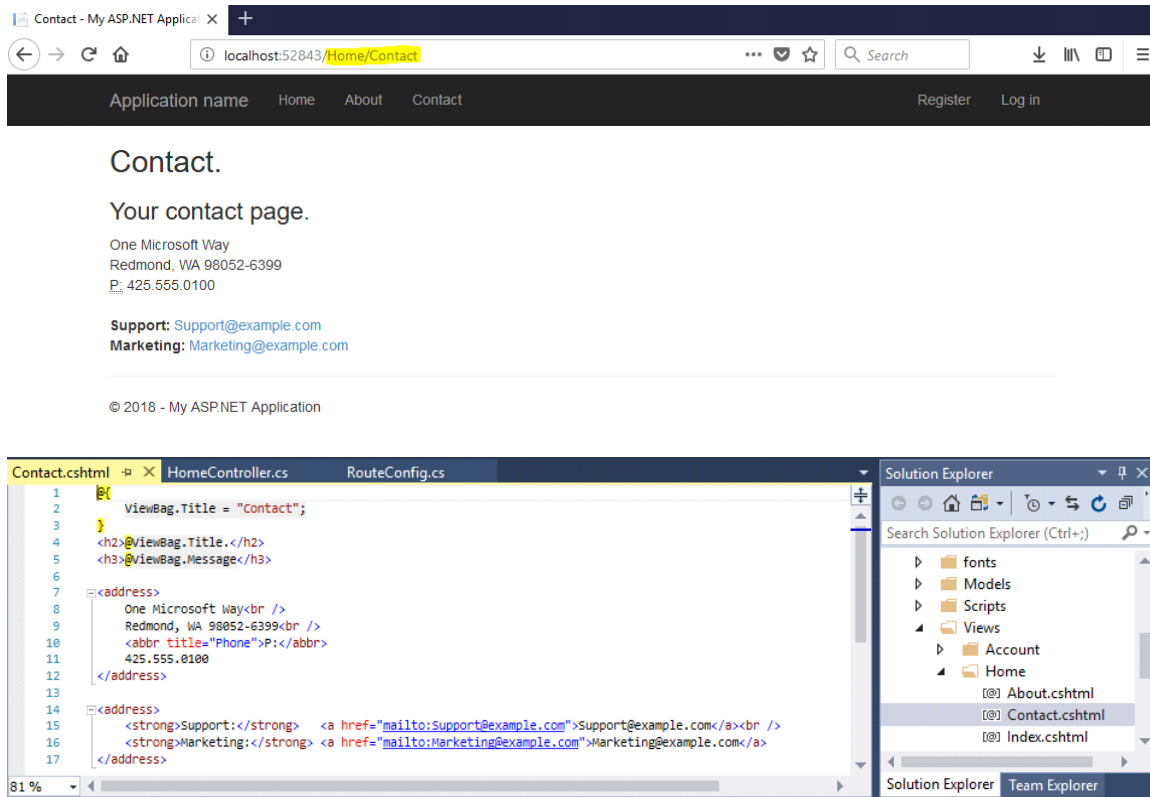 Contact - My ASP.NET Applicat
localhost:52843/Home/Contact
Search
Application name Home About Contact Register Log in
Contact.
Your contact page.
One Microsoft Way
Redmond, WA 98052-6399
P: 425.555.0100
Support: Support@example.com
Marketing: Marketing@example.com
© 2018 - My ASP.NET Application
Contact.cshtml HomeController.cs RouteConfig.cs
1 @{
2 ViewBag.Title = "Contact";
3 }
4 <h2>@ViewBag.Title.</h2>
5 <h3>@ViewBag.Message</h3>
6
7 <address>
8 One Microsoft Way<br />
9 Redmond, WA 98052-6399<br />
10 <abbr title="Phone">P:</abbr>
11 425.555.0100
12 </address>
13
14 <address>
15 <strong>Support:</strong> <a href="mailto:Support@example.com">Support@example.com</a><br />
16 <strong>Marketing:</strong> <a href="mailto:Marketing@example.com">Marketing@example.com</a>
17 </address>
81 %
Solution Explorer
Search Solution Explorer (Ctrl+;)
fonts
Models
Scripts
Views
Account
Home
[@] About.cshtml
[@] Contact.cshtml
[@] Index.cshtml
Solution Explorer Team Explorer